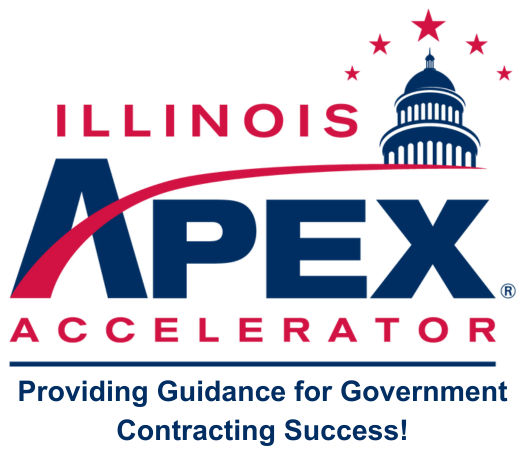 ILLINOIS
APEX®
ACCELERATOR
Providing Guidance for Government
Contracting Success!